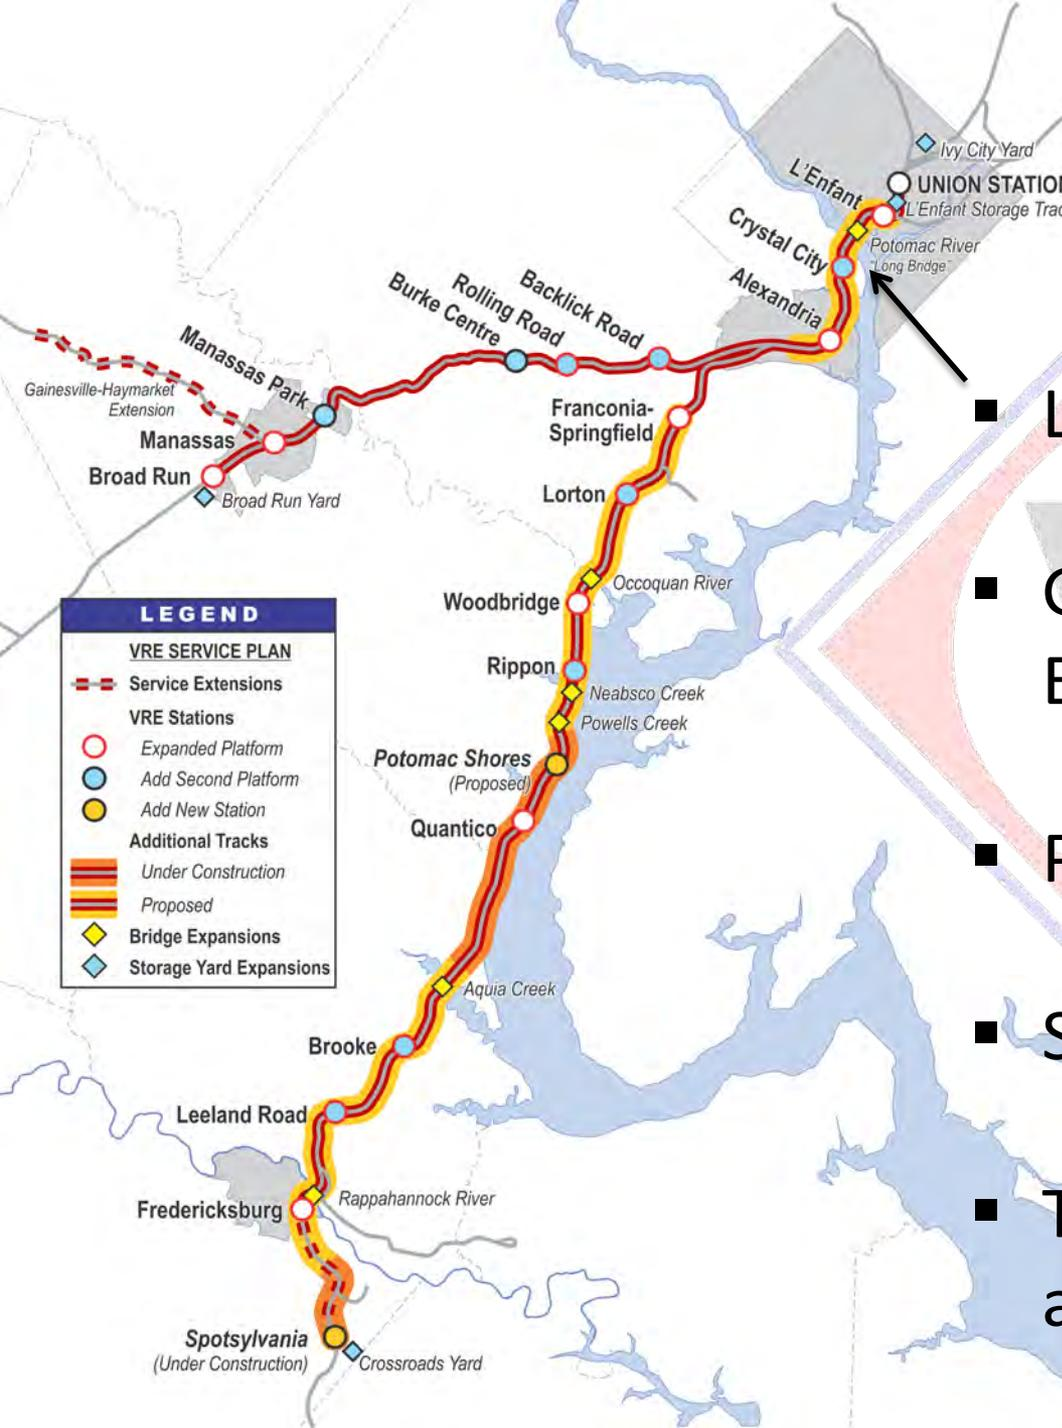 Ivy City Yard
UNION STATION
L'Enfant
L'Enfant Storage Trac
Crystal City
Potomac River
"Long Bridge"
Alexandria
Backlick Road
Rolling Road
Burke Centre
Manassas Park
Gainesville-Haymarket
Extension
Manassas
Broad Run
Broad Run Yard
Franconia-
Springfield
Lorton
Occoquan River
Woodbridge
Rippon
Neabsco Creek
Powells Creek
Potomac Shores
(Proposed)
Quantico
LEGEND
VRE SERVICE PLAN
Service Extensions
VRE Stations
Expanded Platform
Add Second Platform
Add New Station
Additional Tracks
Under Construction
Proposed
Bridge Expansions
Storage Yard Expansions
Aquia Creek
Brooke
Leeland Road
Rappahannock River
Fredericksburg
Spotsylvania
(Under Construction)
Crossroads Yard